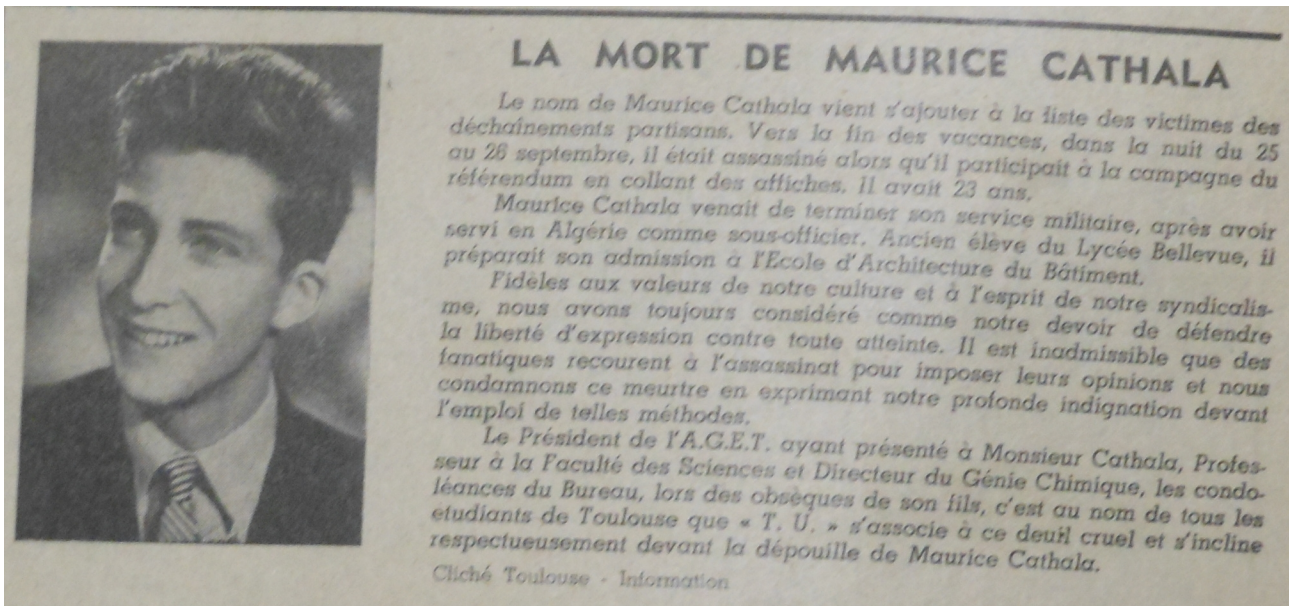 LA MORT DE MAURICE CATHALA
Le nom de Maurice Cathala vient s'ajouter à la liste des victimes des
déchaînements partisans. Vers la fin des vacances, dans la nuit du 25
au 26 septembre, il était assassiné alors qu'il participait à la campagne du
référendum en collant des affiches. Il avait 23 ans.
Maurice Cathala venait de terminer son service militaire, après avoir
servi en Algérie comme sous-officier. Ancien élève du Lycée Bellevue, il
préparait son admission à l'Ecole d'Architecture du Bâtiment.
Fidèles aux valeurs de notre culture et à l'esprit de notre syndicalis-
me, nous avons toujours considéré comme notre devoir de défendre
la liberté d'expression contre toute atteinte. Il est inadmissible que des
fanatiques recourent à l'assassinat pour imposer leurs opinions et nous
condamnons ce meurtre en exprimant notre profonde indignation devant
l'emploi de telles méthodes.
Le Président de l'A.G.E.T. ayant présenté à Monsieur Cathala, Profes-
seur à la Faculté des Sciences et Directeur du Génie Chimique, les condo-
léances du Bureau, lors des obsèques de son fils, c'est au nom de tous les
etudiants de Toulouse que « T. U. » s'associe à ce deuil cruel et s'incline
respectueusement devant la dépouille de Maurice Cathala.
Cliché Toulouse - Information